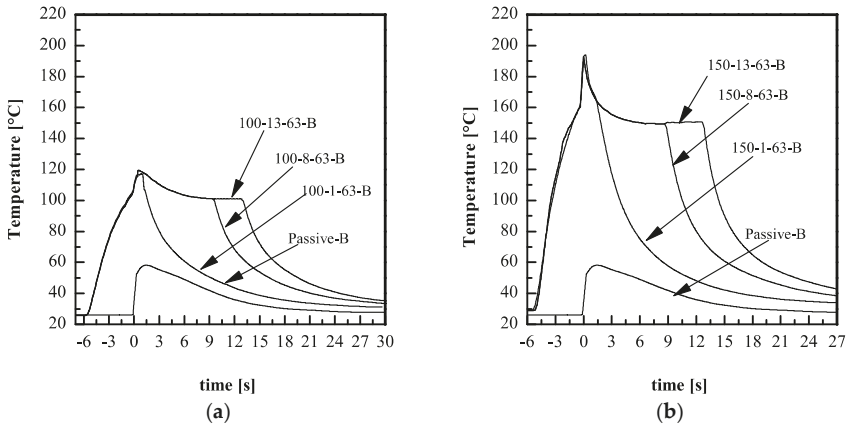 220
200
180
160
140
120
100
80
60
40
20
Temperature [°C]
100-13-63-B
100-8-63-B
100-1-63-B
Passive-B
-6 -3 0 3 6 9 12 15 18 21 24 27 30
time [s]
(a)
220
200
180
160
140
120
100
80
60
40
20
Temperature [°C]
150-13-63-B
150-8-63-B
150-1-63-B
Passive-B
-6 -3 0 3 6 9 12 15 18 21 24 27
time [s]
(b)